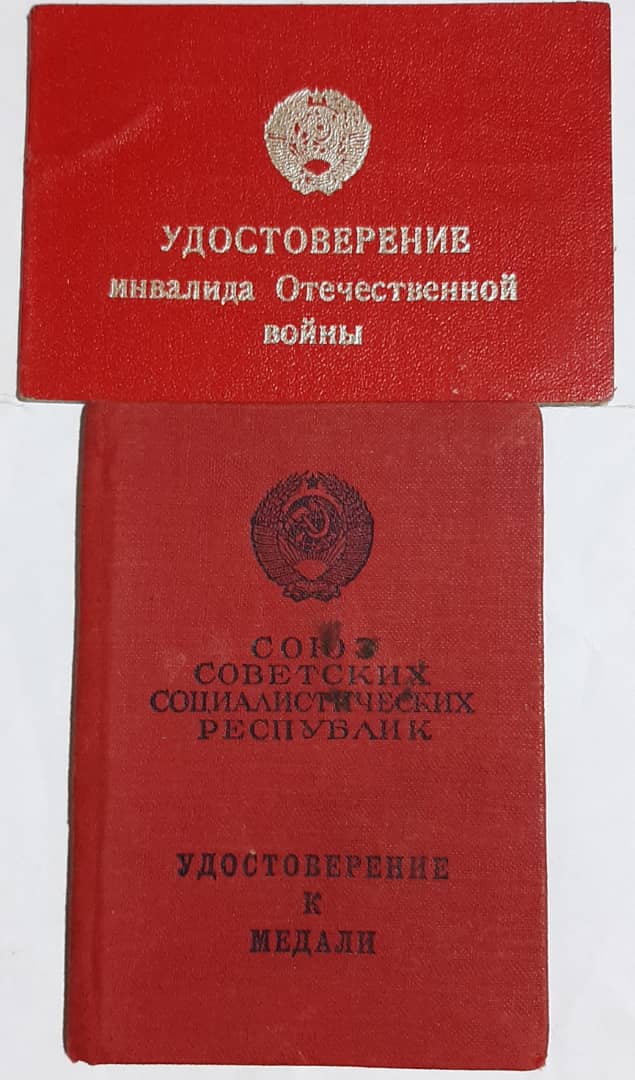 УДОСТОВЕРЕНИЕ
инвалида Отечественной
войны
СОЮЗ
СОВЕТСКИХ
СОЦИАЛИСТИЧЕСКИХ
РЕСПУБЛИК
УДОСТОВЕРЕНИЕ
К
МЕДАЛИ